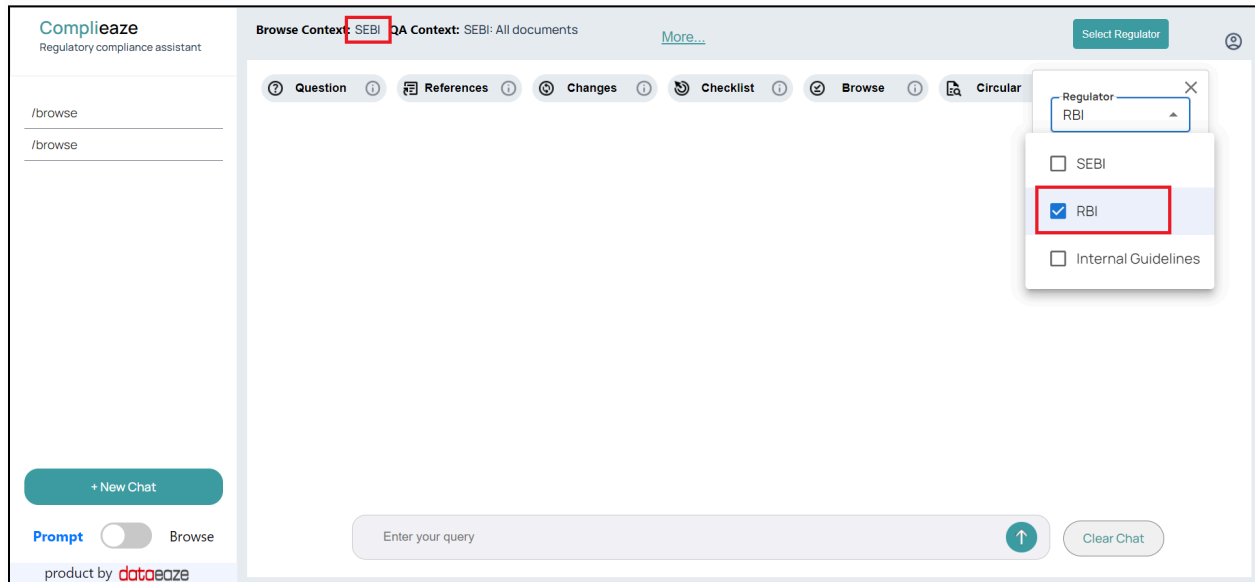 Complieaze
Regulatory compliance assistant
Browse Context: SEBI QA Context: SEBI: All documents
More...
Select Regulator
Question
References
Changes
Checklist
Browse
Circular
Regulator
RBI
SEBI
RBI
Internal Guidelines
/browse
/browse
+ New Chat
Prompt
Browse
Enter your query
Clear Chat
product by dataeaze